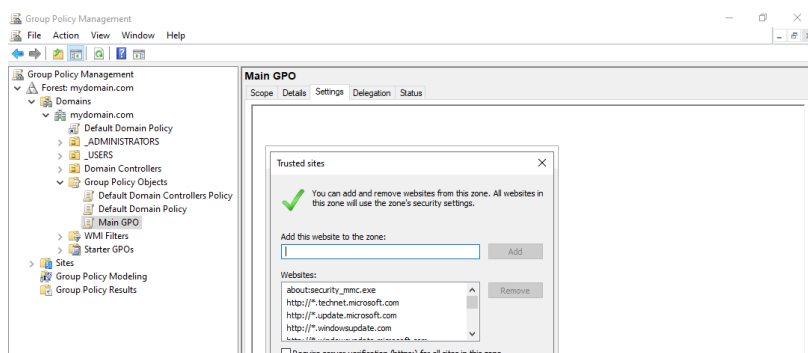 Group Policy Management
File Action View Window Help
Group Policy Management
Forest: mydomain.com
Domains
mydomain.com
Default Domain Policy
_ADMINISTRATORS
_USERS
Domain Controllers
Group Policy Objects
Default Domain Controllers Policy
Default Domain Policy
Main GPO
WMI Filters
Starter GPOs
Sites
Group Policy Modeling
Group Policy Results
Main GPO
Scope Details Settings Delegation Status
Trusted sites
You can add and remove websites from this zone. All websites in
this zone will use the zone's security settings.
Add this website to the zone:
Add
Websites:
about:security_mmc.exe
http://*.technet.microsoft.com
http://*.update.microsoft.com
http://*.windowsupdate.com
Remove